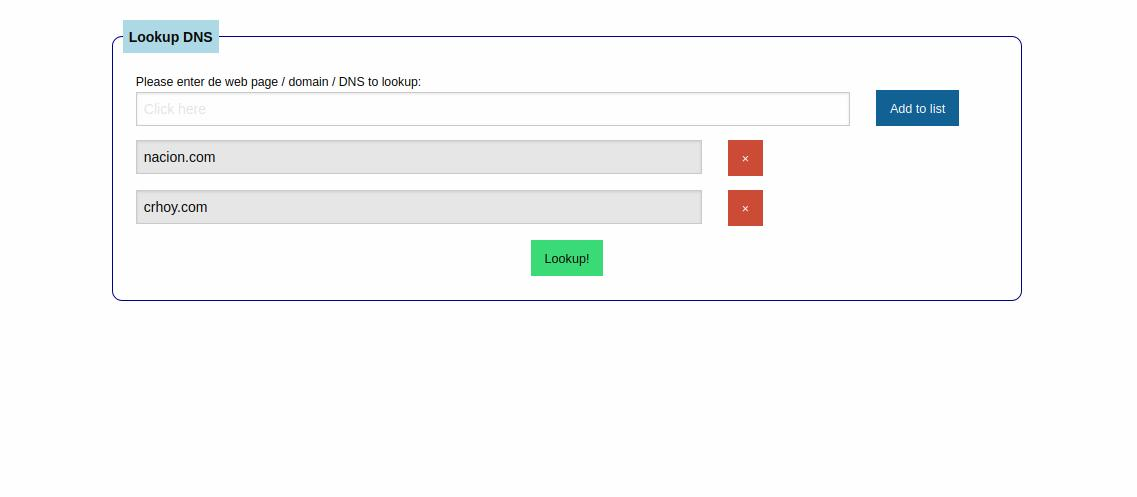 Lookup DNS
Please enter de web page / domain / DNS to lookup:
Click here
Add to list
nacion.com
×
crhoy.com
×
Lookup!